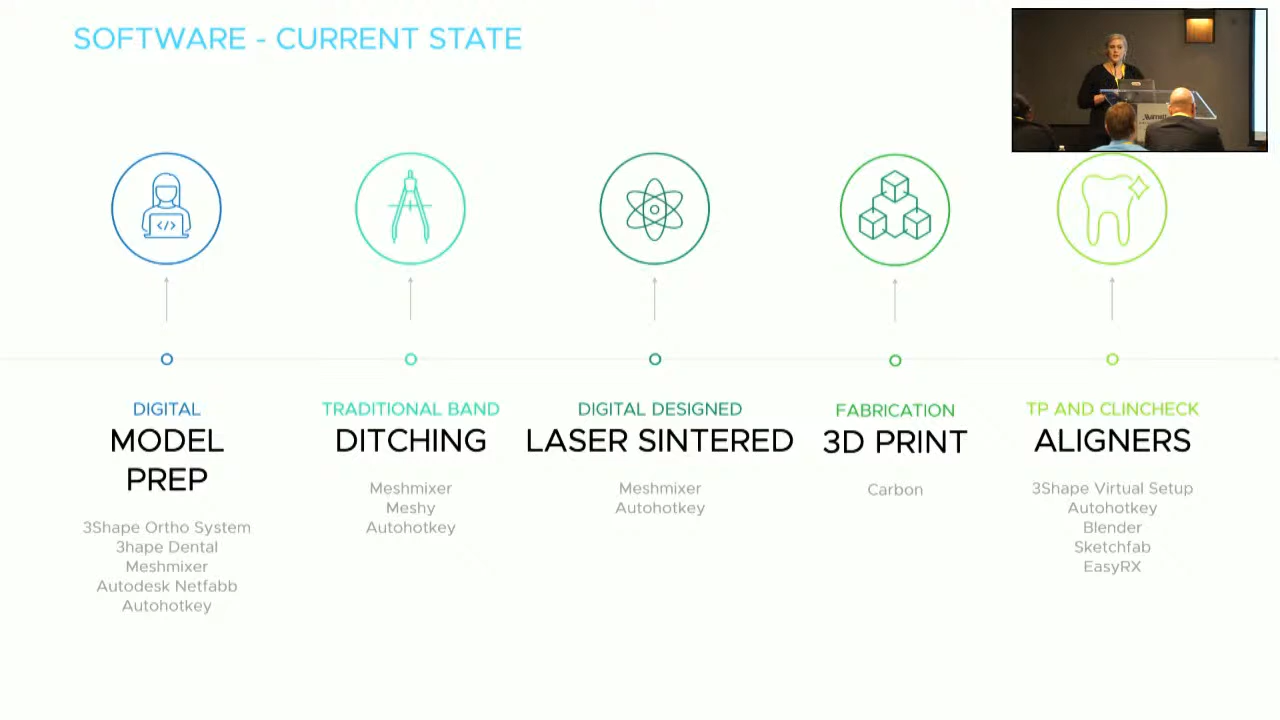 SOFTWARE - CURRENT STATE
</>
DIGITAL
MODEL
PREP
3Shape Ortho System
3hape Dental
Meshmixer
Autodesk Netfabb
Autohotkey
TRADITIONAL BAND
DITCHING
Meshmixer
Meshy
Autohotkey
DIGITAL DESIGNED
LASER SINTERED
Meshmixer
Autohotkey
FABRICATION
3D PRINT
Carbon
TP AND CLINCHECK
ALIGNERS
3Shape Virtual Setup
Autohotkey
Blender
Sketchfab
EasyRX